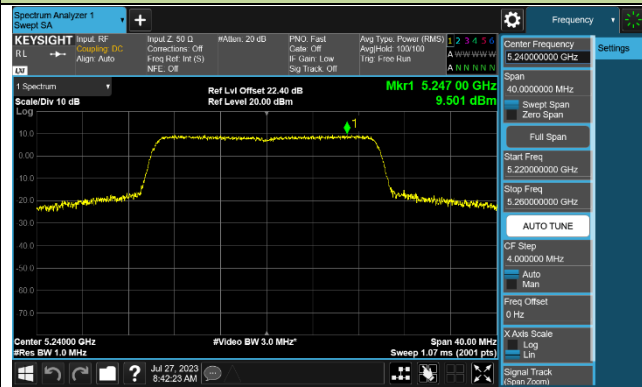 Spectrum Analyzer 1
Swept SA
Frequency
KEYSIGHT
RL
Input: RF
Coupling: DC
Align: Auto
Input Z: 50 Ω
Corrections: Off
Freq Ref: Int (S)
NFE: Off
#Atten: 20 dB
PNO: Fast
Gate: Off
IF Gain: Low
Sig Track: Off
Avg Type: Power (RMS)
Avg|Hold: 100/100
Trig: Free Run
1 2 3 4 5 6
A W W W W W
A N N N N N
LXI
1 Spectrum
Scale/Div 10 dB
Ref Lvl Offset 22.40 dB
Ref Level 20.00 dBm
Mkr1 5.247 00 GHz
9.501 dBm
Log
1
10.0
0.00
-10.0
-20.0
-30.0
-40.0
-50.0
-60.0
-70.0
Center 5.24000 GHz
#Res BW 1.0 MHz
#Video BW 3.0 MHz*
Span 40.00 MHz
Sweep 1.07 ms (2001 pts)
Jul 27, 2023
8:42:23 AM
?
Center Frequency
5.240000000 GHz
Settings
Span
40.0000000 MHz
Swept Span
Zero Span
Full Span
Start Freq
5.220000000 GHz
Stop Freq
5.260000000 GHz
AUTO TUNE
CF Step
4.000000 MHz
Auto
Man
Freq Offset
0 Hz
X Axis Scale
Log
Lin
Signal Track
(Span Zoom)